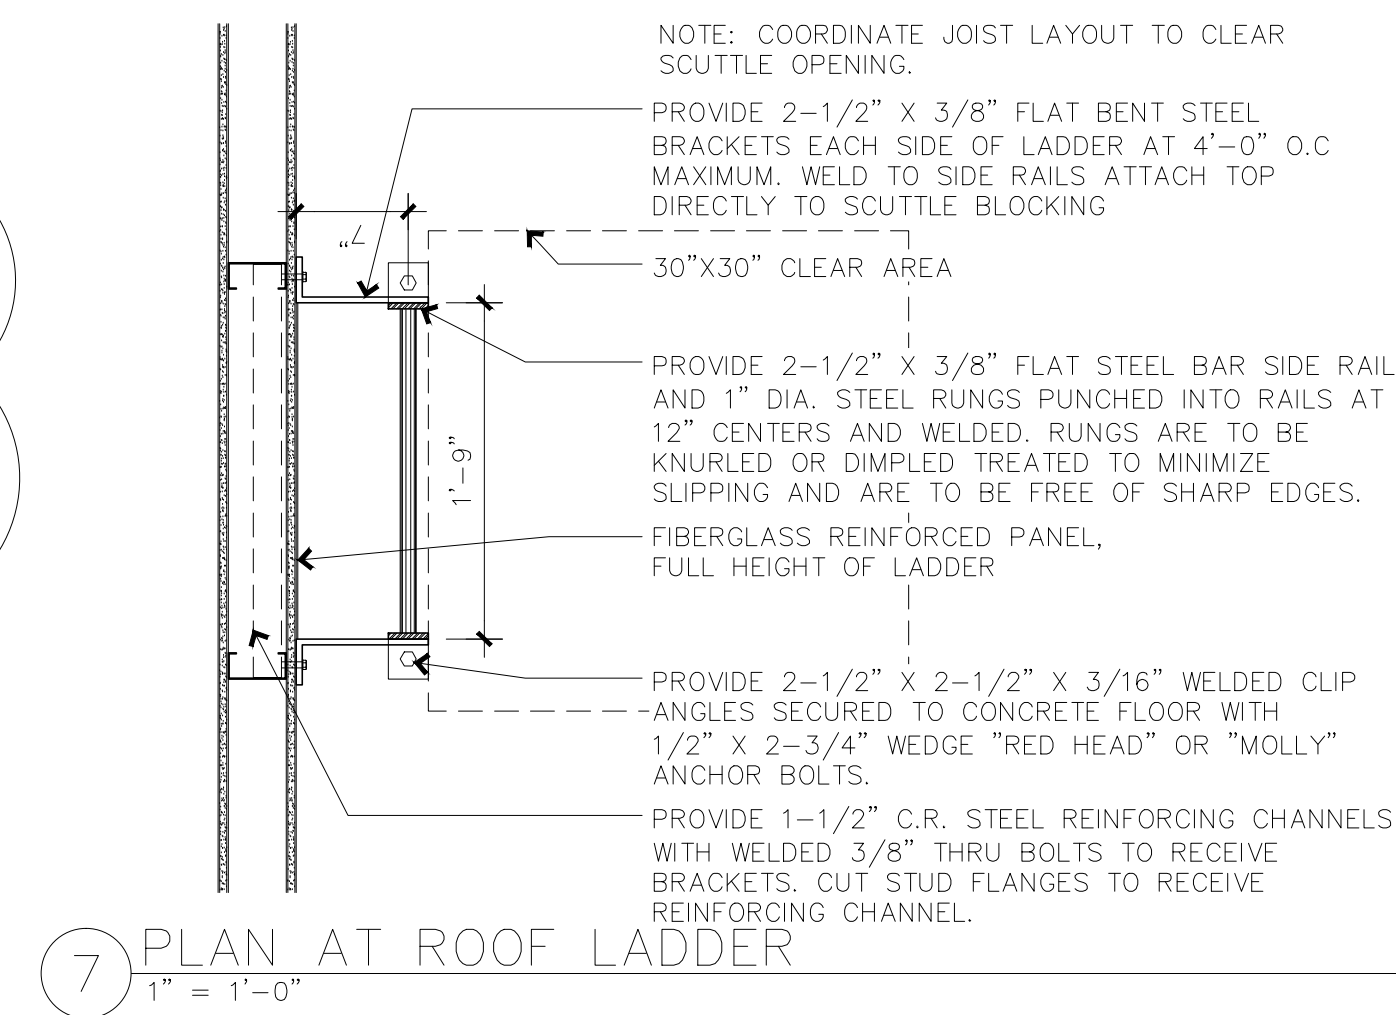 NOTE: COORDINATE JOIST LAYOUT TO CLEAR
SCUTTLE OPENING.
PROVIDE 2-1/2” X 3/8” FLAT BENT STEEL
BRACKETS EACH SIDE OF LADDER AT 4’-0” O.C
MAXIMUM. WELD TO SIDE RAILS ATTACH TOP
DIRECTLY TO SCUTTLE BLOCKING
7”
30”X30” CLEAR AREA
PROVIDE 2-1/2” X 3/8” FLAT STEEL BAR SIDE RAIL
AND 1” DIA. STEEL RUNGS PUNCHED INTO RAILS AT
12” CENTERS AND WELDED. RUNGS ARE TO BE
KNURLED OR DIMPLED TREATED TO MINIMIZE
SLIPPING AND ARE TO BE FREE OF SHARP EDGES.
1’-9”
FIBERGLASS REINFORCED PANEL,
FULL HEIGHT OF LADDER
PROVIDE 2-1/2” X 2-1/2” X 3/16” WELDED CLIP
ANGLES SECURED TO CONCRETE FLOOR WITH
1/2” X 2-3/4” WEDGE ”RED HEAD” OR ”MOLLY”
ANCHOR BOLTS.
PROVIDE 1-1/2” C.R. STEEL REINFORCING CHANNELS
WITH WELDED 3/8” THRU BOLTS TO RECEIVE
BRACKETS. CUT STUD FLANGES TO RECEIVE
REINFORCING CHANNEL.
7 PLAN AT ROOF LADDER
1” = 1’-0”